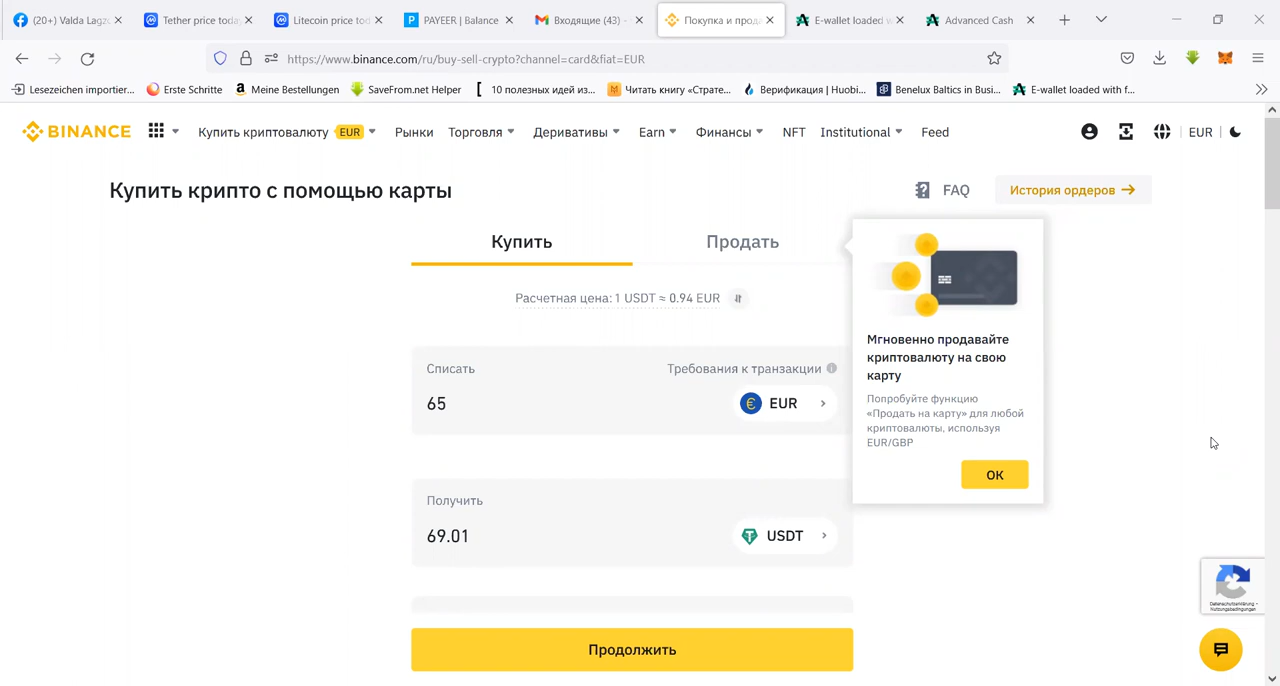 (20+) Valda Lagzd
Tether price today
Litecoin price tod
PAYEER | Balance
Входящие (43) -
Покупка и прода
E-wallet loaded w
Advanced Cash
https://www.binance.com/ru/buy-sell-crypto?channel=card&fiat=EUR
Lesezeichen importier...
Erste Schritte
Meine Bestellungen
SaveFrom.net Helper
10 полезных идей из...
Читать книгу «Страте...
Верификация | Huobi...
Benelux Baltics in Busi...
E-wallet loaded with f...
BINANCE
Купить криптовалюту EUR
Рынки
Торговля
Деривативы
Earn
Финансы
NFT
Institutional
Feed
EUR
Купить крипто с помощью карты
FAQ
История ордеров
Купить
Продать
Расчетная цена: 1 USDT ≈ 0.94 EUR
Списать
Требования к транзакции
65
EUR
Получить
69.01
USDT
Продолжить
Мгновенно продавайте
криптовалюту на свою
карту
Попробуйте функцию
«Продать на карту» для любой
криптовалюты, используя
EUR/GBP
ОК
Datenschutzerklärung -
Nutzungsbedingungen